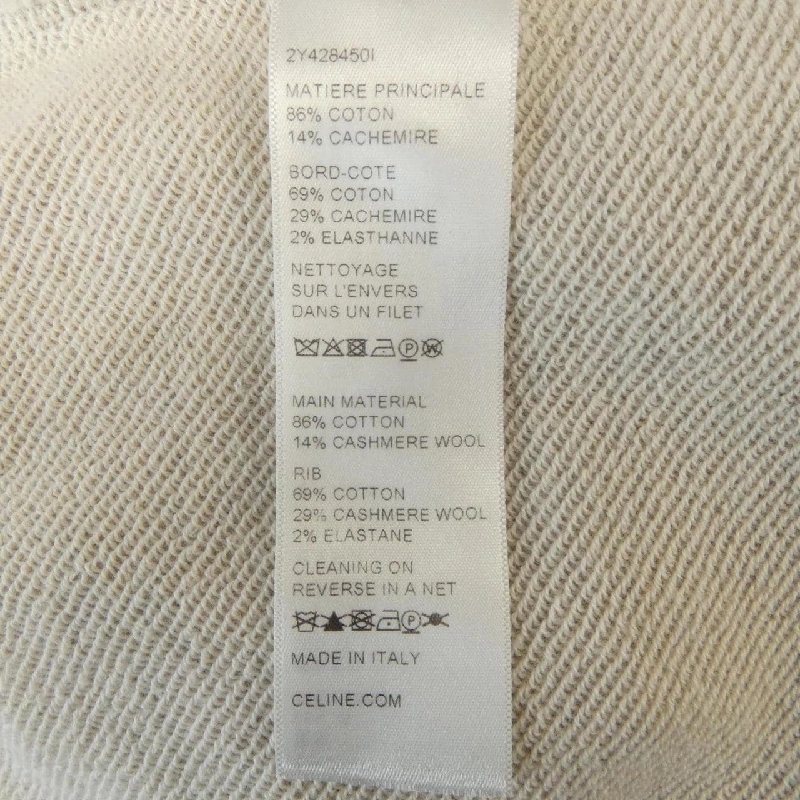 2Y428450I
MATIERE PRINCIPALE
86% COTON
14% CACHEMIRE
BORD-COTE
69% COTON
29% CACHEMIRE
2% ELASTHANNE
NETTOYAGE
SUR L'ENVERS
DANS UN FILET
P W
MAIN MATERIAL
86% COTTON
14% CASHMERE WOOL
RIB
69% COTTON
29% CASHMERE WOOL
2% ELASTANE
CLEANING ON
REVERSE IN A NET
P
MADE IN ITALY
CELINE.COM